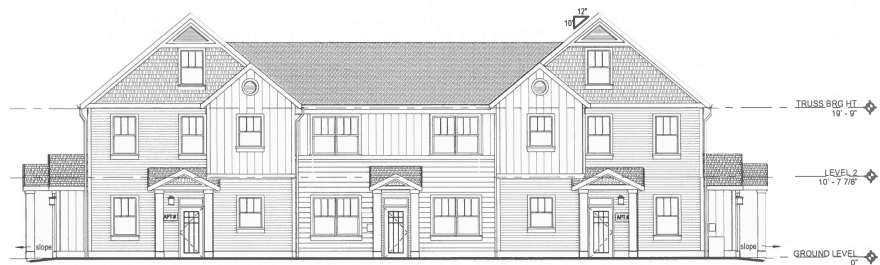 12"
10"
TRUSS BRG HT
19' - 9"
LEVEL 2
10' - 7 7/8"
APT #
APT #
slope
slope
GROUND LEVEL
0"